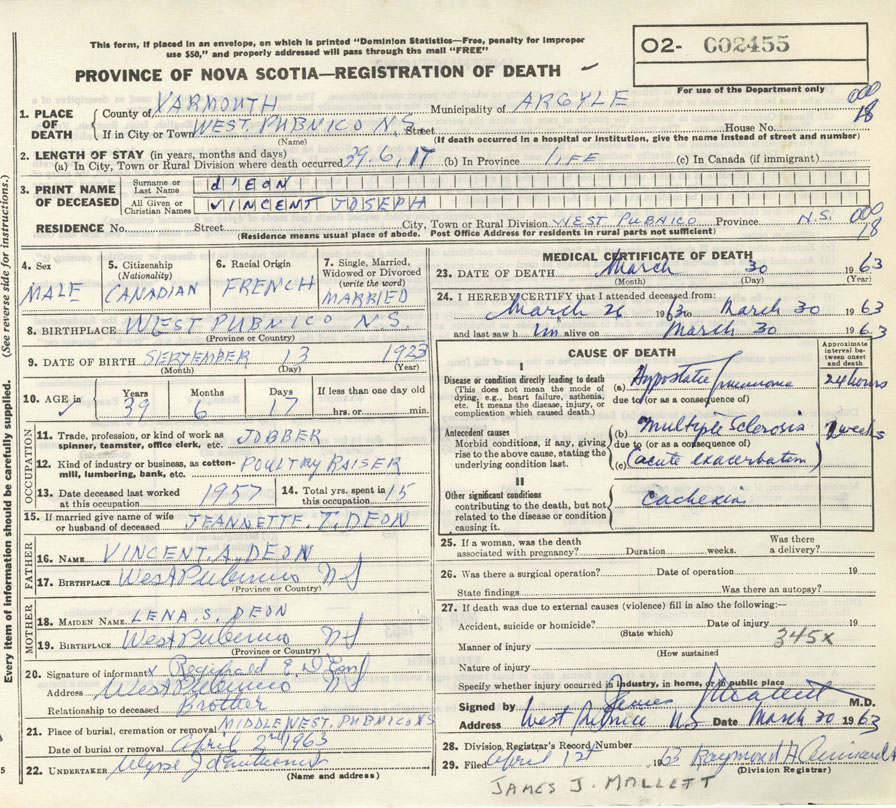 This form, if placed in an envelope, on which is printed "Dominion Statistics—Free, penalty for improper
use $50," and properly addressed will pass through the mail "FREE"
PROVINCE OF NOVA SCOTIA—REGISTRATION OF DEATH
O2- 002455
For use of the Department only
1. PLACE OF DEATH
County of YARMOUTH Municipality of ARGYLE
If in City or Town WEST. PUBNICO N.S. Street House No.
(Name) (If death occurred in a hospital or institution, give the name instead of street and number)
000
18
2. LENGTH OF STAY (in years, months and days)
(a) In City, Town or Rural Division where death occurred 39.6.17 (b) In Province LIFE (c) In Canada (if immigrant)
3. PRINT NAME OF DECEASED
Surname or Last Name d'EON
All Given or Christian Names VINCENT JOSEPH
RESIDENCE No. Street City, Town or Rural Division WEST PUBNICO Province N.S.
(Residence means usual place of abode. Post Office Address for residents in rural parts not sufficient)
000
18
(See reverse side for instructions.)
Every item of information should be carefully supplied.
4. Sex
MALE
5. Citizenship
(Nationality)
CANADIAN
6. Racial Origin
FRENCH
7. Single, Married,
Widowed or Divorced
(write the word)
MARRIED
8. BIRTHPLACE WEST PUBNICO N.S.
(Province or Country)
9. DATE OF BIRTH SEPTEMBER 13 1923
(Month) (Day) (Year)
10. AGE in Years Months Days If less than one day old
39 6 17 hrs. or min.
OCCUPATION
11. Trade, profession, or kind of work as
spinner, teamster, office clerk, etc. JOBBER
12. Kind of industry or business, as cotton-
mill, lumbering, bank, etc. POULTRY RAISER
13. Date deceased last worked
at this occupation 1957
14. Total yrs. spent in
this occupation 15
15. If married give name of wife
or husband of deceased JEANNETTE. T. DEON
FATHER
16. NAME VINCENT. A. DEON
17. BIRTHPLACE West Pubnico N S
(Province or Country)
MOTHER
18. MAIDEN NAME LENA. S. DEON
19. BIRTHPLACE West Pubnico N S
(Province or Country)
20. Signature of informant x Reginald E. D'Eon
Address West Pubnico N S
Relationship to deceased Brother
21. Place of burial, cremation or removal MIDDLE WEST. PUBNICO NS
Date of burial or removal April 2nd 1963
22. UNDERTAKER
(Name and address)
MEDICAL CERTIFICATE OF DEATH
23. DATE OF DEATH March 30 1963
(Month) (Day) (Year)
24. I HEREBY CERTIFY that I attended deceased from:
March 26 1963 to March 30 1963
and last saw him alive on March 30 1963
CAUSE OF DEATH
Approximate interval between onset and death
I
Disease or condition directly leading to death
(This does not mean the mode of
dying, e.g., heart failure, asthenia,
etc. It means the disease, injury, or
complication which caused death.)
(a) Hypostatic pneumonia 24 hours
due to (or as a consequence of)
Antecedent causes
Morbid conditions, if any, giving
rise to the above cause, stating the
underlying condition last.
(b) multiple sclerosis 2 weeks
due to (or as a consequence of)
(c) (acute exacerbation)
II
Other significant conditions
contributing to the death, but not
related to the disease or condition
causing it.
cachexia
25. If a woman, was the death
associated with pregnancy? Duration weeks. Was there
a delivery?
26. Was there a surgical operation? Date of operation 19
State findings Was there an autopsy?
27. If death was due to external causes (violence) fill in also the following:—
Accident, suicide or homicide? Date of injury 19
(State which)
345x
Manner of injury
(How sustained
Nature of injury
Specify whether injury occurred in industry, in home, or in public place
Signed by James J Mallett M.D.
Address West Pubnico N.S Date March 30 1963
28. Division Registrar's Record Number
29. Filed April 1st 1963 Raymond A
(Division Registrar)
JAMES J. MALLETT